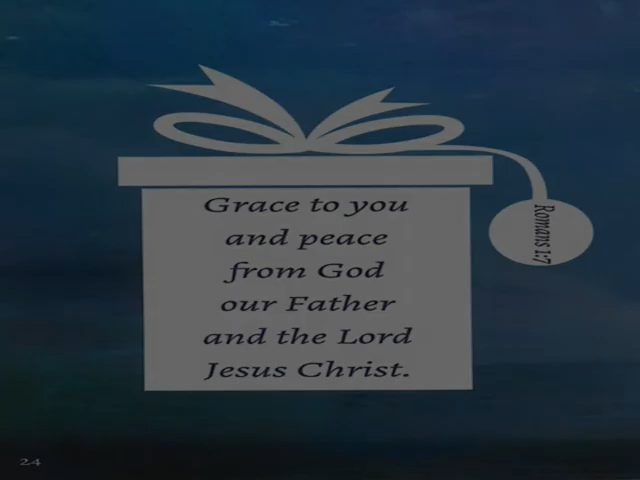 Grace to you
and peace
from God
our Father
and the Lord
Jesus Christ.
Romans 1:7
24